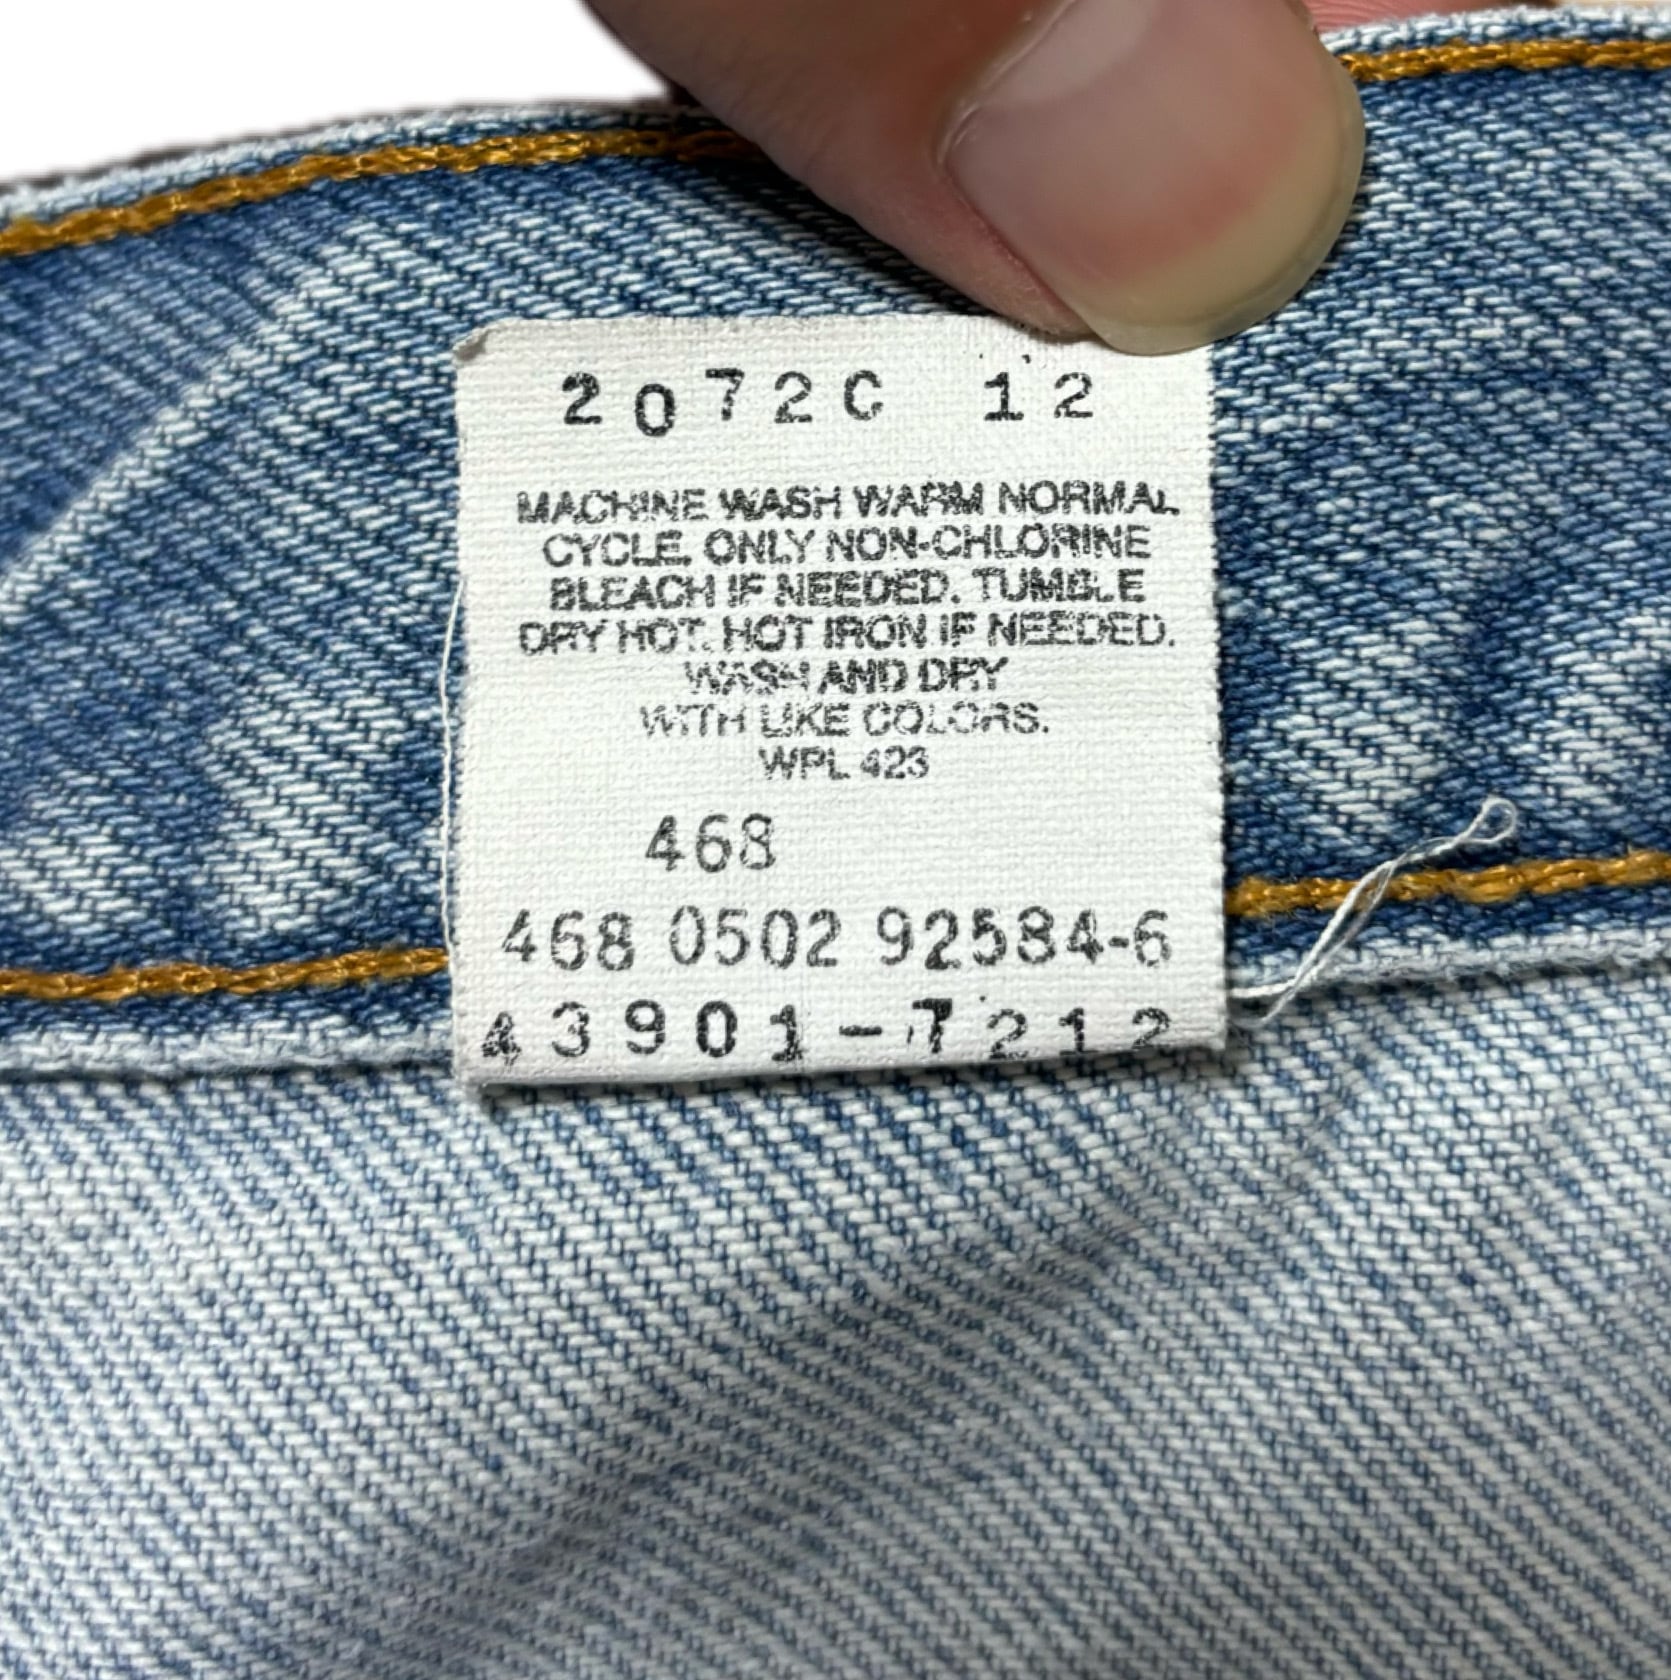 2072C 12
MACHINE WASH WARM NORMAL
CYCLE. ONLY NON-CHLORINE
BLEACH IF NEEDED. TUMBLE
DRY HOT. HOT IRON IF NEEDED.
WASH AND DRY
WITH LIKE COLORS.
WPL 423
468
468 0502 92584-6
43901-7212